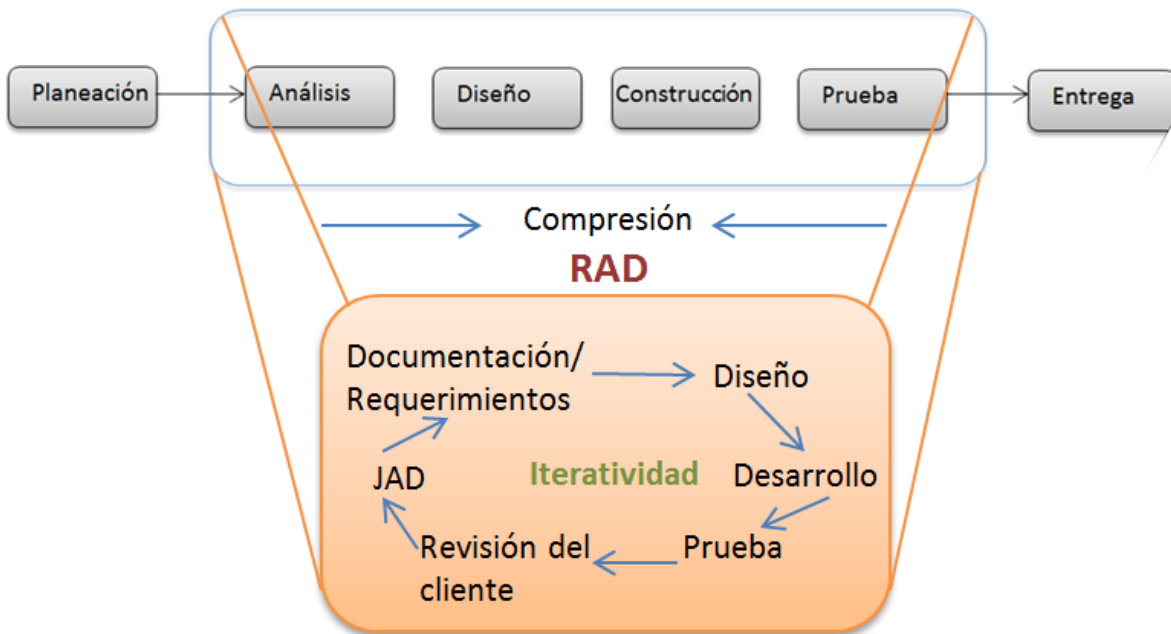 Planeación
Análisis
Diseño
Construcción
Prueba
Entrega
Compresión
RAD
Documentación/
Requerimientos
Diseño
JAD
Iteratividad
Desarrollo
Revisión del
cliente
Prueba